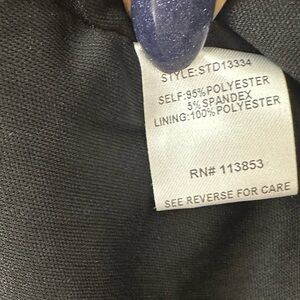 STYLE:STD13334
SELF:95%POLYESTER
5%SPANDEX
LINING:100%POLYESTER
RN# 113853
SEE REVERSE FOR CARE